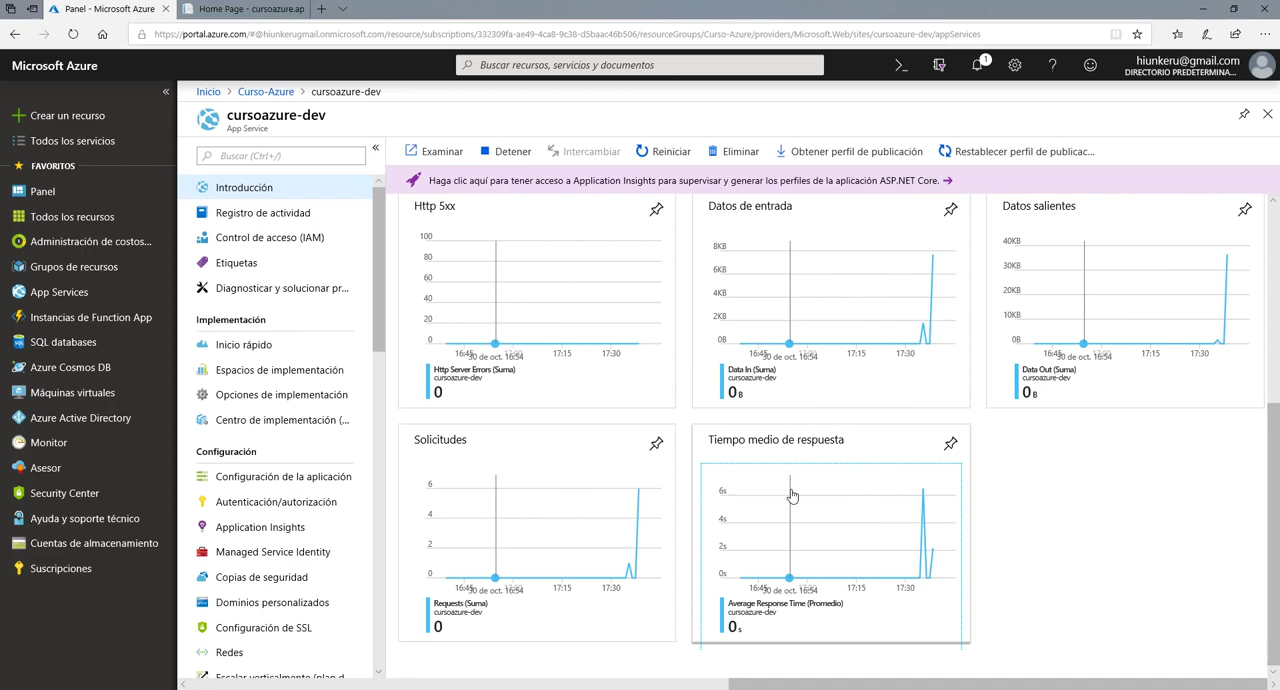 Panel - Microsoft Azure
Home Page - cursoazure.ap
https://portal.azure.com/#@hiunkerugmail.onmicrosoft.com/resource/subscriptions/332309fa-ae49-4ca8-9c38-d5baac46b506/resourceGroups/Curso-Azure/providers/Microsoft.Web/sites/cursoazure-dev/appServices
Microsoft Azure
Buscar recursos, servicios y documentos
1
hiunkeru@gmail.com
DIRECTORIO PREDETERMINA...
Crear un recurso
Todos los servicios
FAVORITOS
Panel
Todos los recursos
Administración de costos...
Grupos de recursos
App Services
Instancias de Function App
SQL databases
Azure Cosmos DB
Máquinas virtuales
Azure Active Directory
Monitor
Asesor
Security Center
Ayuda y soporte técnico
Cuentas de almacenamiento
Suscripciones
Inicio > Curso-Azure > cursoazure-dev
cursoazure-dev
App Service
Buscar (Ctrl+/)
Introducción
Registro de actividad
Control de acceso (IAM)
Etiquetas
Diagnosticar y solucionar pr...
Implementación
Inicio rápido
Espacios de implementación
Opciones de implementación
Centro de implementación (...
Configuración
Configuración de la aplicación
Autenticación/autorización
Application Insights
Managed Service Identity
Copias de seguridad
Dominios personalizados
Configuración de SSL
Redes
Escalar verticalmente (plan d
Examinar
Detener
Intercambiar
Reiniciar
Eliminar
Obtener perfil de publicación
Restablecer perfil de publicac...
Haga clic aquí para tener acceso a Application Insights para supervisar y generar los perfiles de la aplicación ASP.NET Core. →
Http 5xx
100
80
60
40
20
0
16:45
30 de oct. 16:54
17:15
17:30
Http Server Errors (Suma)
cursoazure-dev
0
Datos de entrada
8KB
6KB
4KB
2KB
0B
16:45
30 de oct. 16:54
17:15
17:30
Data In (Suma)
cursoazure-dev
0 B
Datos salientes
40KB
30KB
20KB
10KB
0B
16:45
30 de oct. 16:54
17:15
17:30
Data Out (Suma)
cursoazure-dev
0 B
Solicitudes
6
4
2
0
16:45
30 de oct. 16:54
17:15
17:30
Requests (Suma)
cursoazure-dev
0
Tiempo medio de respuesta
6s
4s
2s
0s
16:45
30 de oct. 16:54
17:15
17:30
Average Response Time (Promedio)
cursoazure-dev
0 s